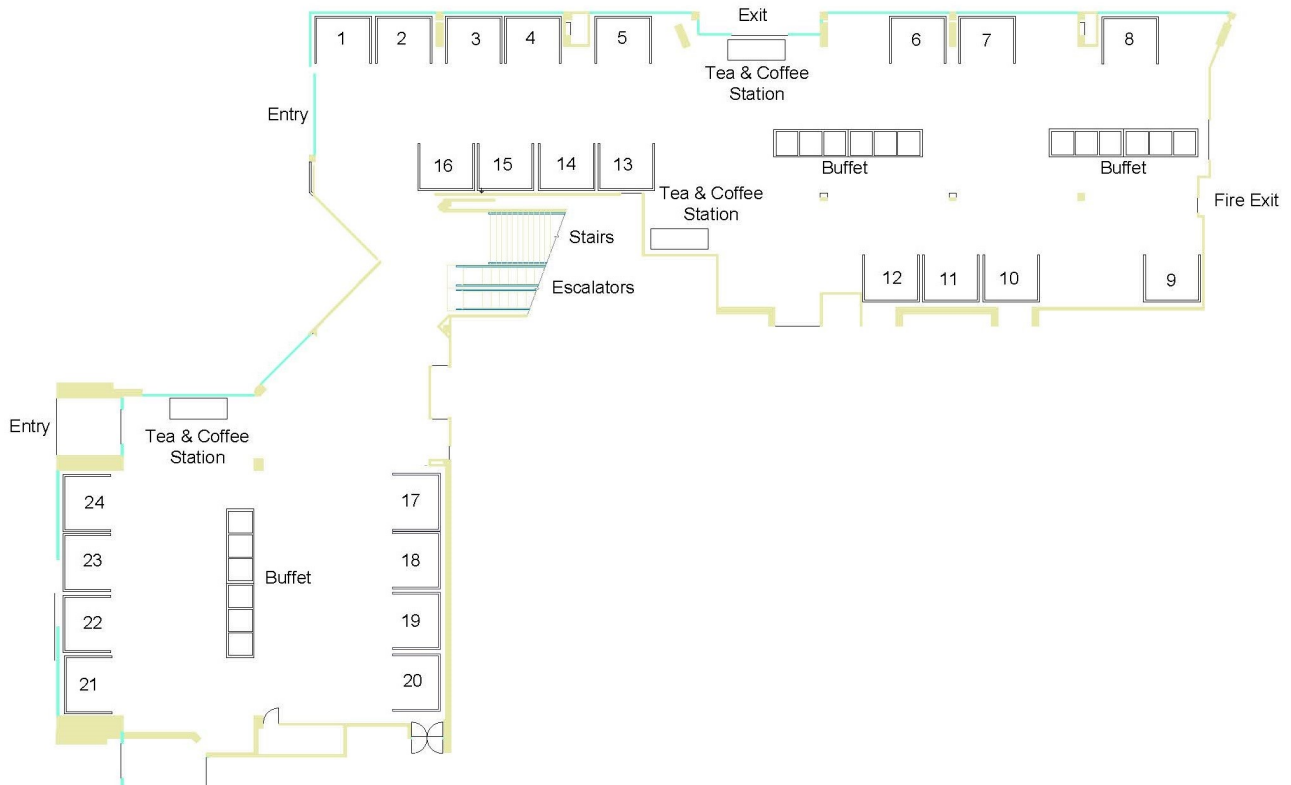 Exit
1
2
3
4
5
6
7
8
Tea & Coffee
Station
Entry
16
15
14
13
Buffet
Buffet
Tea & Coffee
Station
Fire Exit
Stairs
Escalators
12
11
10
9
Entry
Tea & Coffee
Station
24
17
23
18
Buffet
22
19
21
20